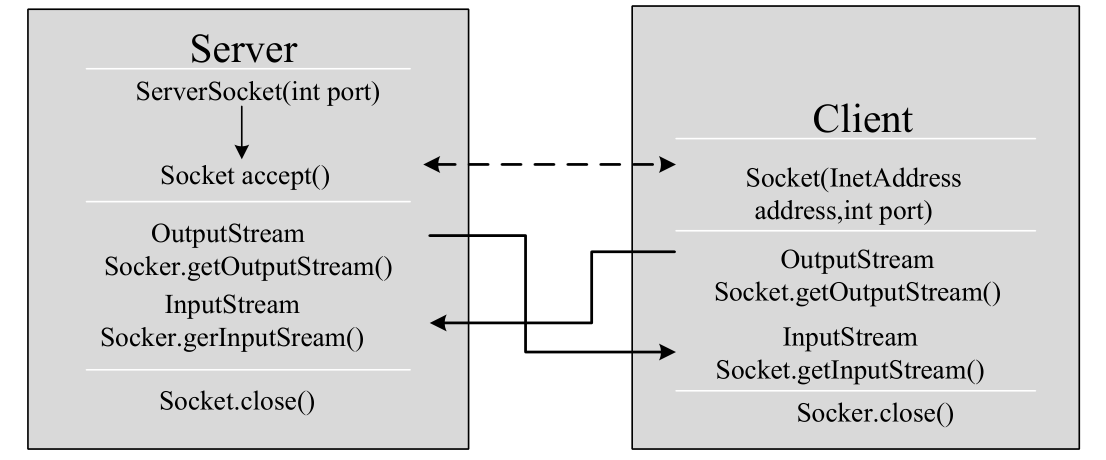 Server
ServerSocket(int port)
Socket accept()
OutputStream
Socker.getOutputStream()
InputStream
Socker.gerInputSream()
Socket.close()
Client
Socket(InetAddress
address,int port)
OutputStream
Socket.getOutputStream()
InputStream
Socket.getInputStream()
Socker.close()